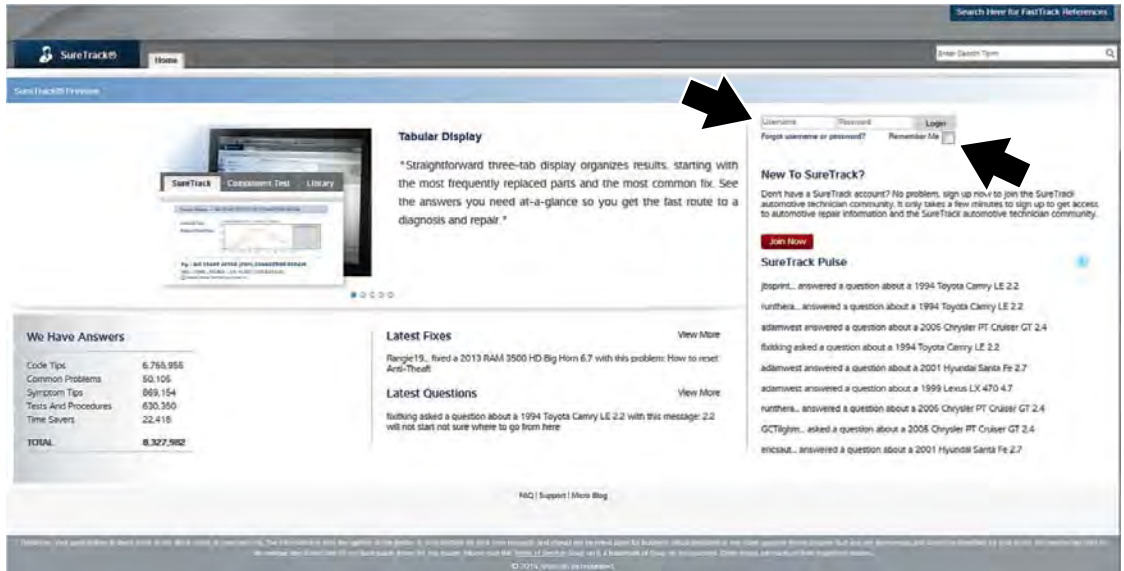 Search Here for FastTrack References
SureTrack®
Home
Enter Search Term
SureTrack® Preview
Username Password Login
Forgot username or password? Remember Me
Tabular Display
"Straightforward three-tab display organizes results, starting with
the most frequently replaced parts and the most common fix. See
the answers you need at-a-glance so you get the fast route to a
diagnosis and repair."
SureTrack Component Test Library
New To SureTrack?
Don't have a SureTrack account? No problem, sign up now to join the SureTrack
automotive technician community. It only takes a few minutes to sign up to get access
to automotive repair information and the SureTrack automotive technician community.
Join Now
SureTrack Pulse
jbsprint... answered a question about a 1994 Toyota Camry LE 2.2
runthera... answered a question about a 1994 Toyota Camry LE 2.2
adamwest answered a question about a 2005 Chrysler PT Cruiser GT 2.4
fixitking asked a question about a 1994 Toyota Camry LE 2.2
adamwest answered a question about a 2001 Hyundai Santa Fe 2.7
adamwest answered a question about a 1999 Lexus LX 470 4.7
runthera... answered a question about a 2005 Chrysler PT Cruiser GT 2.4
GCTilghm... asked a question about a 2005 Chrysler PT Cruiser GT 2.4
ericsaut... answered a question about a 2001 Hyundai Santa Fe 2.7
We Have Answers
Code Tips 6,755,955
Common Problems 50,105
Symptom Tips 869,154
Tests And Procedures 630,350
Time Savers 22,418
TOTAL 8,327,982
Latest Fixes View More
Rangie19... fixed a 2013 RAM 3500 HD Big Horn 6.7 with this problem: How to reset
Anti-Theft
Latest Questions View More
fixitking asked a question about a 1994 Toyota Camry LE 2.2 with this message: 2.2
will not start not sure where to go from here
FAQ | Support | Micro Blog